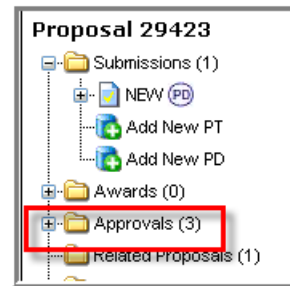 Proposal 29423
Submissions (1)
NEW PD
Add New PT
Add New PD
Awards (0)
Approvals (3)
Related Proposals (1)